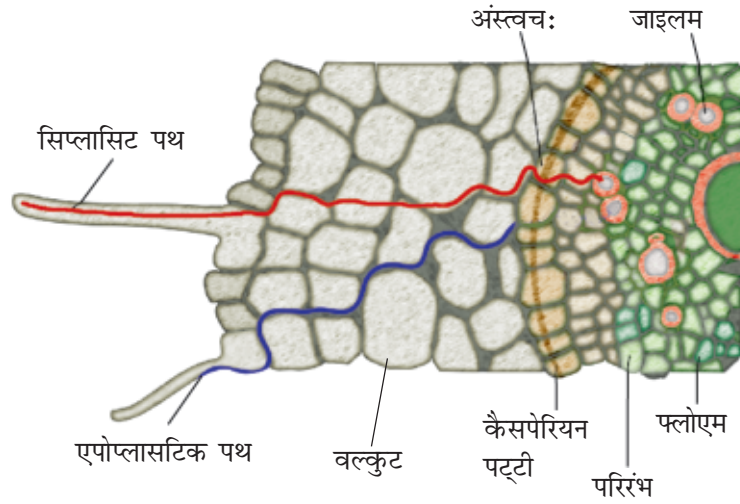 अंस्त्वच:
जाइलम
सिप्लासिट पथ
एपोप्लासटिक पथ
वल्कुट
कैसपेरियन
पट्टी
परिरंभ
फ्लोएम